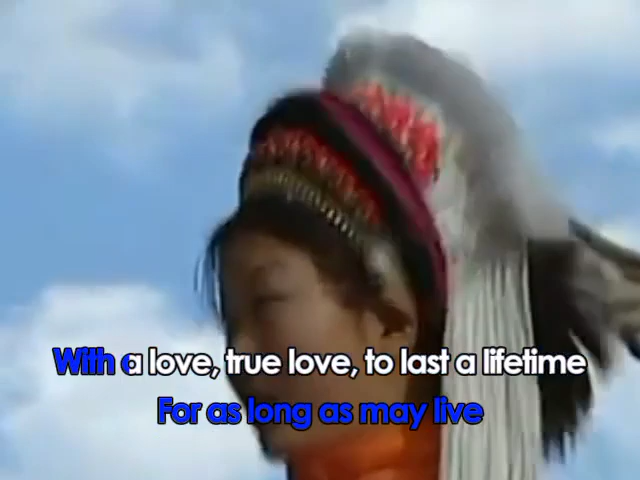 With a love, true love, to last a lifetime
For as long as may live